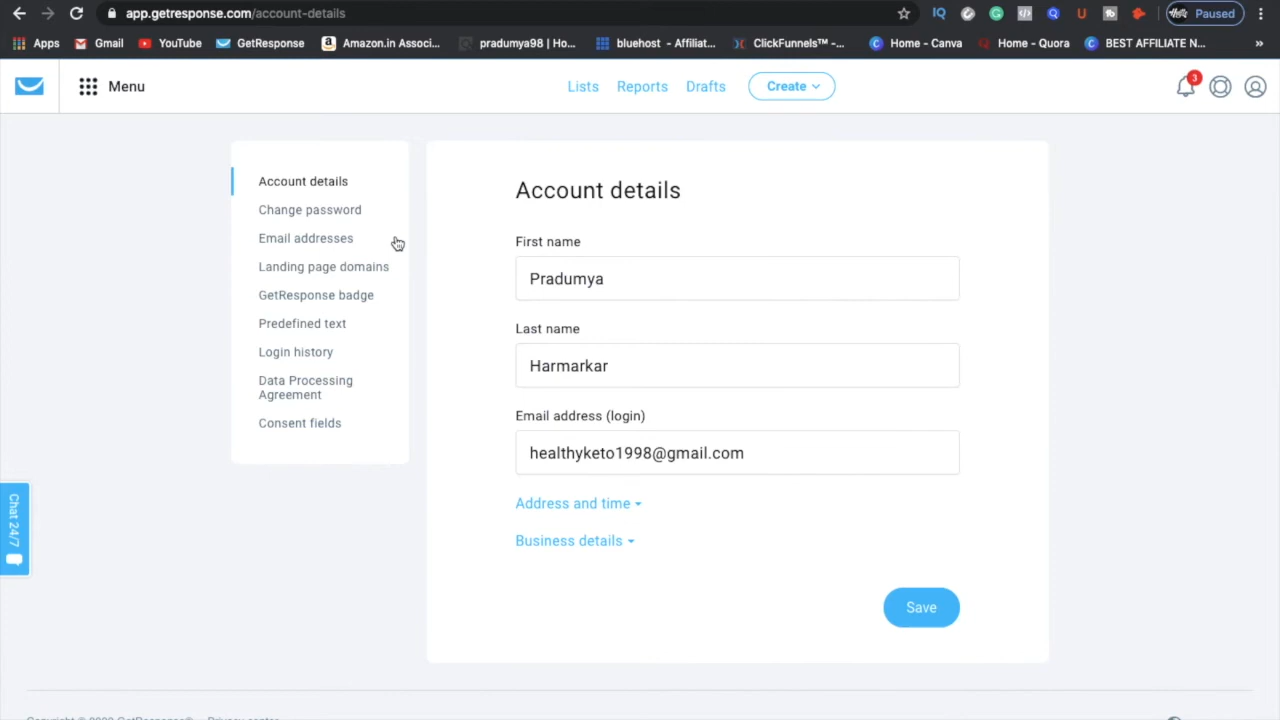 app.getresponse.com/account-details
Paused
Apps
Gmail
YouTube
GetResponse
Amazon.in Associ...
pradumya98 | Ho...
bluehost - Affiliat...
ClickFunnels™ -...
Home - Canva
Home - Quora
BEST AFFILIATE N...
»
Menu
Lists
Reports
Drafts
Create
3
Account details
Change password
Email addresses
Landing page domains
GetResponse badge
Predefined text
Login history
Data Processing
Agreement
Consent fields
Account details
First name
Pradumya
Last name
Harmarkar
Email address (login)
healthyketo1998@gmail.com
Address and time
Business details
Save
Chat 24/7